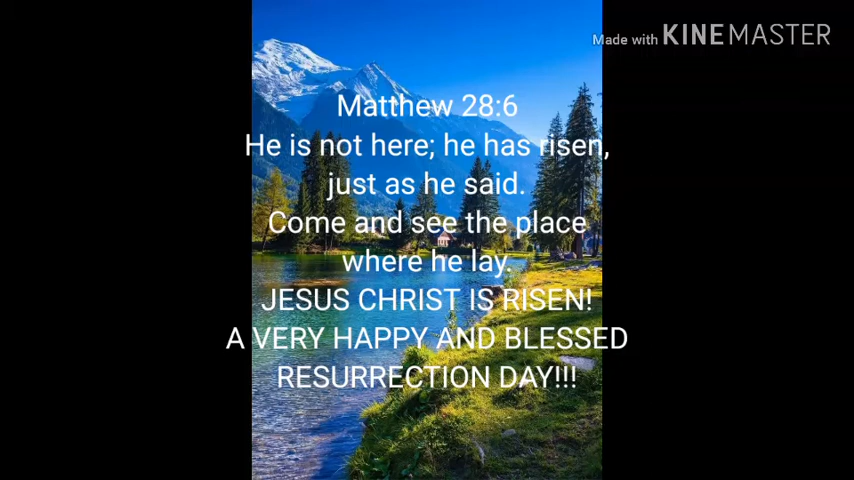 Made with KINEMASTER
Matthew 28:6
He is not here; he has risen,
just as he said.
Come and see the place
where he lay.
JESUS CHRIST IS RISEN!
A VERY HAPPY AND BLESSED
RESURRECTION DAY!!!